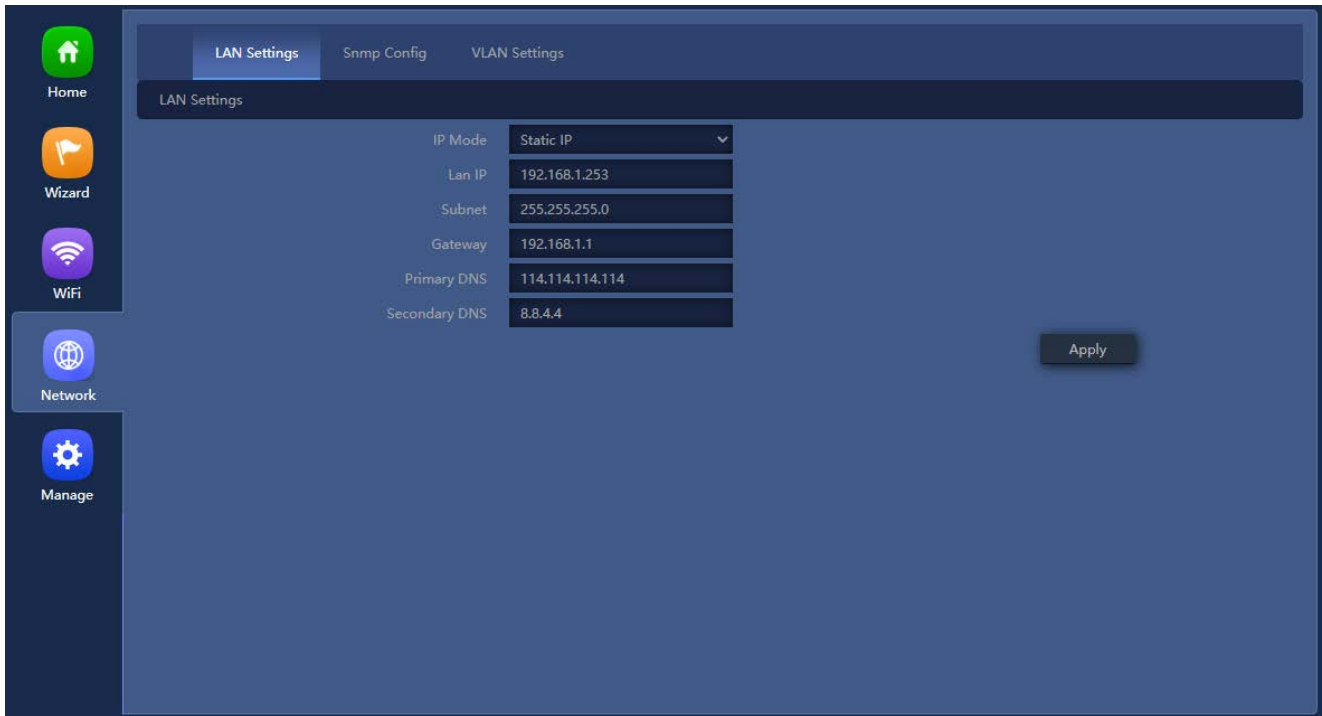 Home
Wizard
WiFi
Network
Manage
LAN Settings Snmp Config VLAN Settings
LAN Settings
IP Mode Static IP
Lan IP 192.168.1.253
Subnet 255.255.255.0
Gateway 192.168.1.1
Primary DNS 114.114.114.114
Secondary DNS 8.8.4.4
Apply